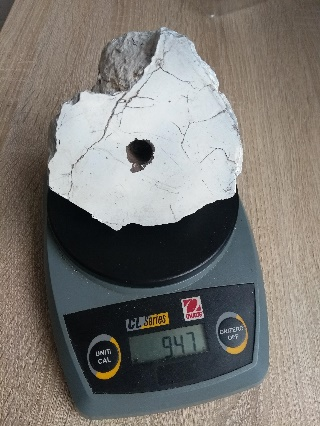 CL Series
OHAUS
UNIT/
CAL
ON/ZERO
OFF
947